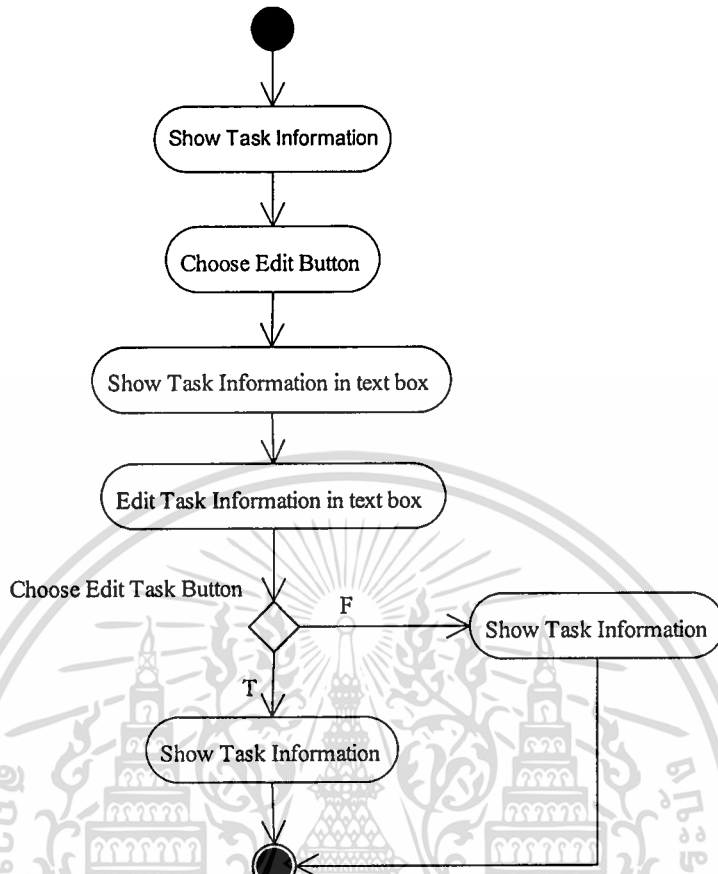 Show Task Information
Choose Edit Button
Show Task Information in text box
Edit Task Information in text box
Choose Edit Task Button
F
Show Task Information
T
Show Task Information